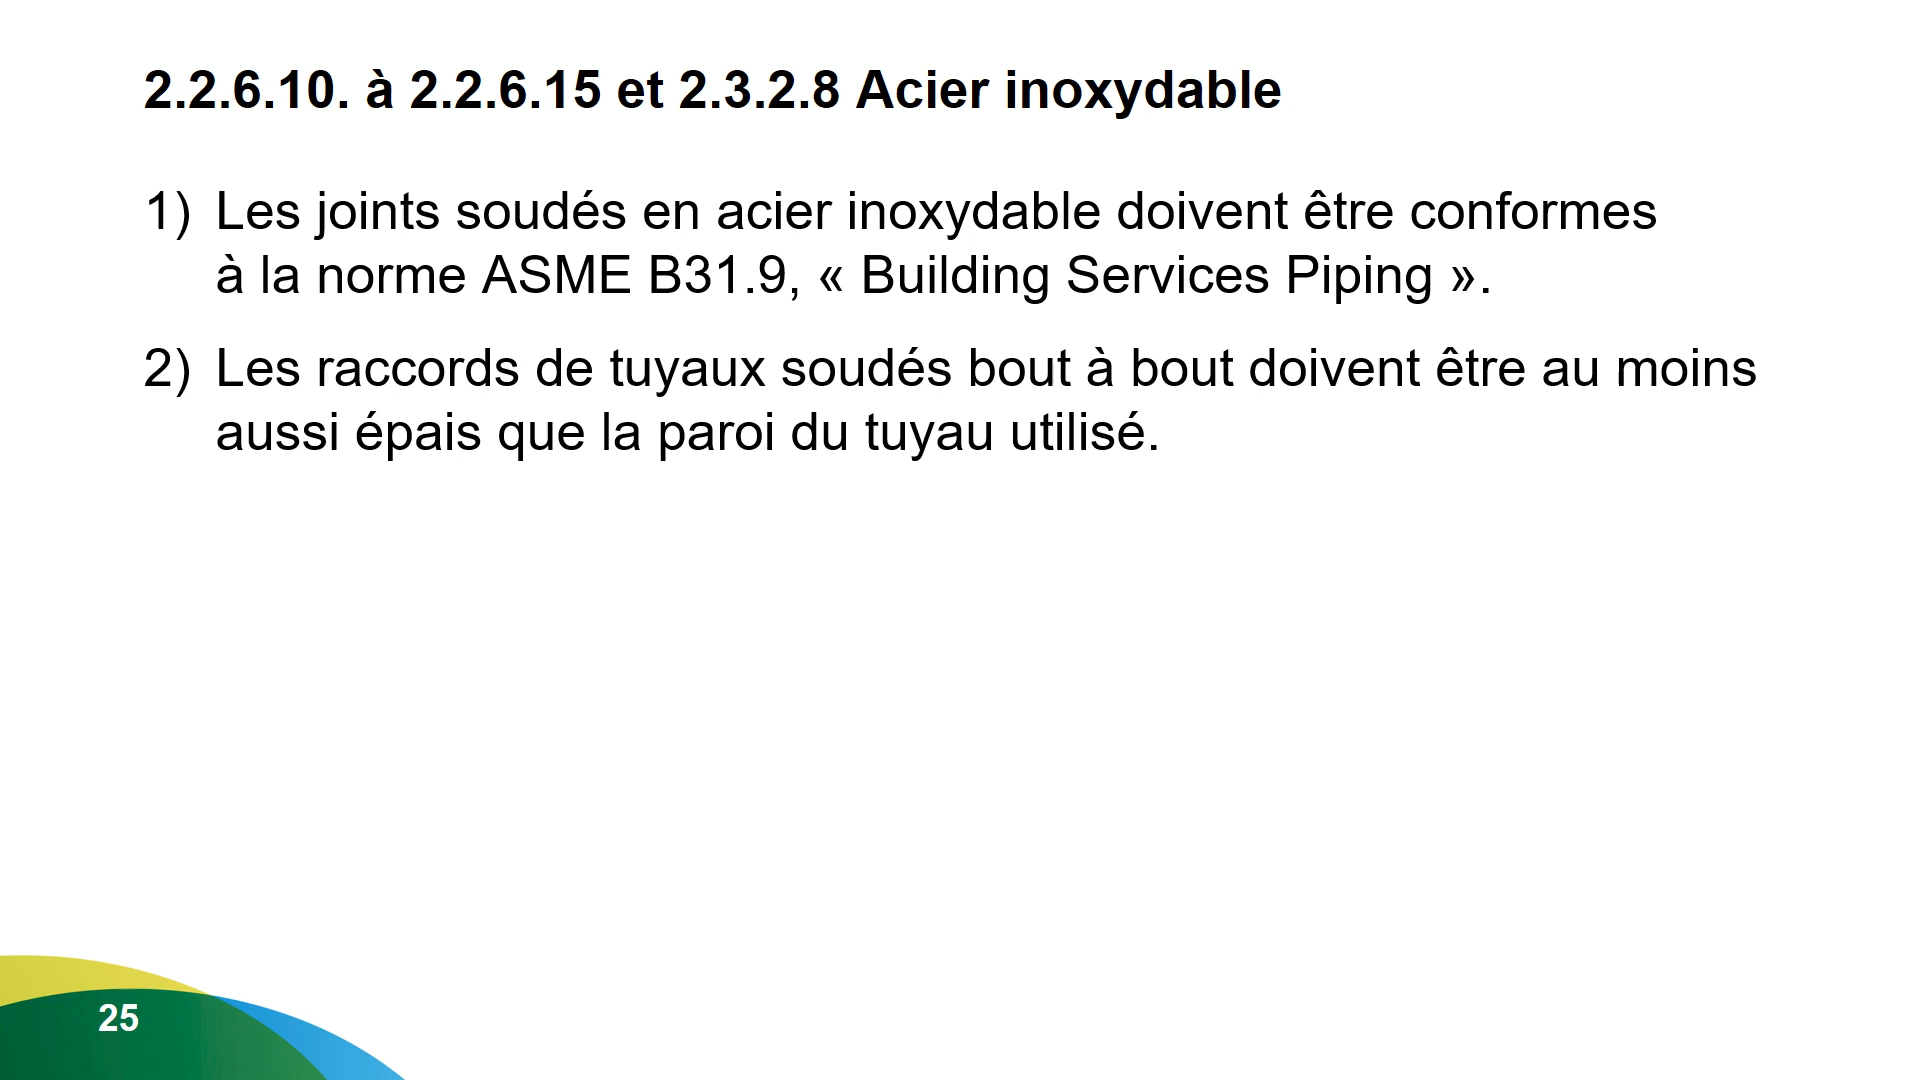 2.2.6.10. à 2.2.6.15 et 2.3.2.8 Acier inoxydable
1) Les joints soudés en acier inoxydable doivent être conformes
à la norme ASME B31.9, « Building Services Piping ».
2) Les raccords de tuyaux soudés bout à bout doivent être au moins
aussi épais que la paroi du tuyau utilisé.
25